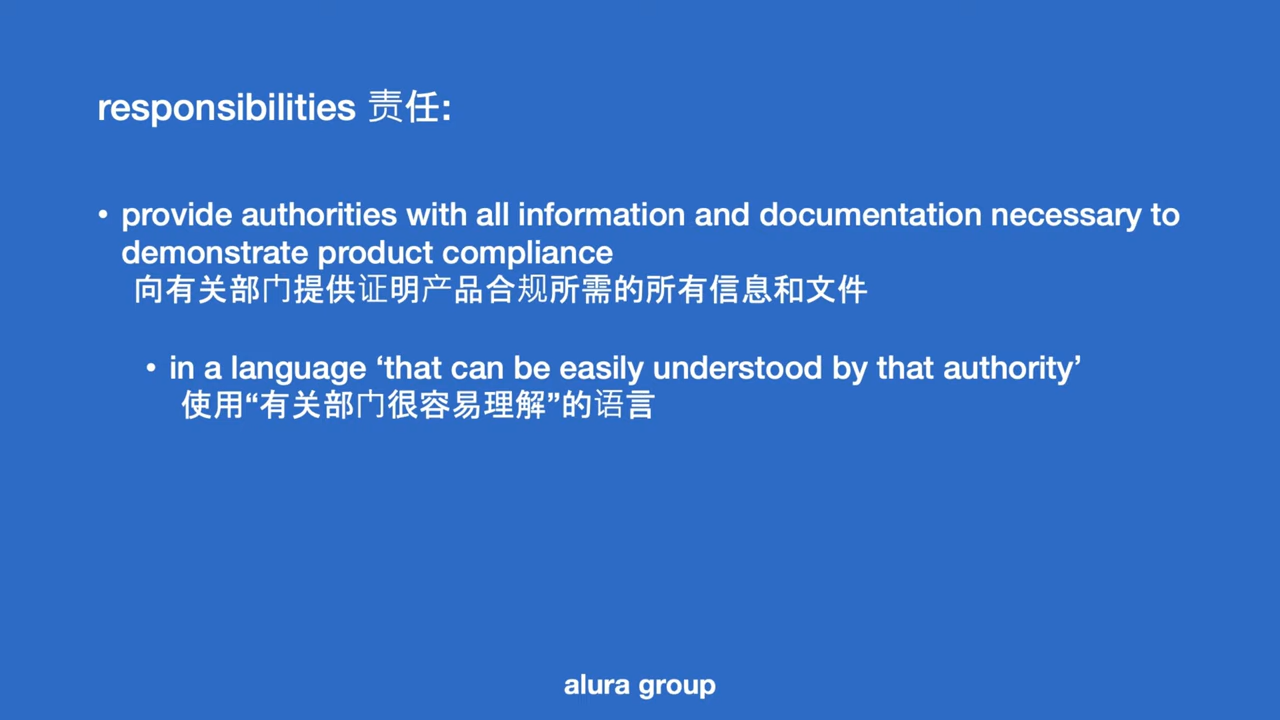 responsibilities 责任:
• provide authorities with all information and documentation necessary to
demonstrate product compliance
向有关部门提供证明产品合规所需的所有信息和文件
• in a language ‘that can be easily understood by that authority’
使用“有关部门很容易理解”的语言
alura group